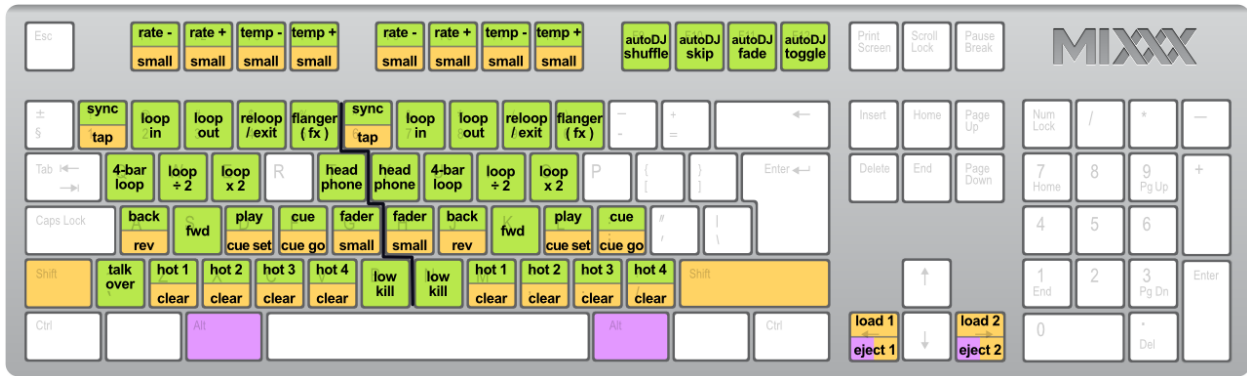 Esc rate - rate + temp - temp + rate - rate + temp - temp + autoDJ autoDJ autoDJ autoDJ Print Scroll Pause MIXXX
small small small small small small small small shuffle skip fade toggle Screen Lock Break
± sync loop loop reloop flanger sync loop loop reloop flanger – + ← Insert Home Page Num / * —
§ tap in out / exit ( fx ) tap in out / exit ( fx ) - = Up Lock
Tab 4-bar loop loop R head head 4-bar loop loop P { } Enter Delete End Page 7 8 9 +
loop ÷ 2 x 2 phone phone loop ÷ 2 x 2 [ ] Down Home Pg Up
Caps Lock back fwd play cue fader fader back fwd play cue " | 4 5 6
rev cue set cue go small small rev cue set cue go ' \
Shift talk hot 1 hot 2 hot 3 hot 4 low low hot 1 hot 2 hot 3 hot 4 Shift ↑ 1 2 3 Enter
over clear clear clear clear kill kill clear clear clear clear End Pg Dn
Ctrl Alt Alt Ctrl load 1 ↓ load 2 0 .
eject 1 eject 2 Del